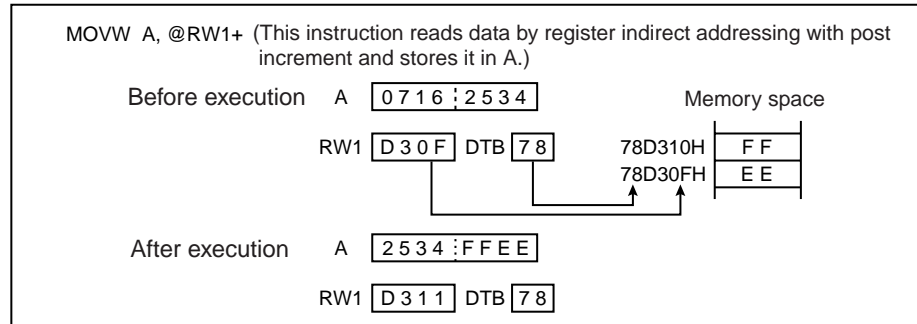 MOVW A, @RW1+ (This instruction reads data by register indirect addressing with post
increment and stores it in A.)
Before execution A 0716 2534 Memory space
RW1 D30F DTB 78 78D310H FF
78D30FH EE
After execution A 2534 FFEE
RW1 D311 DTB 78